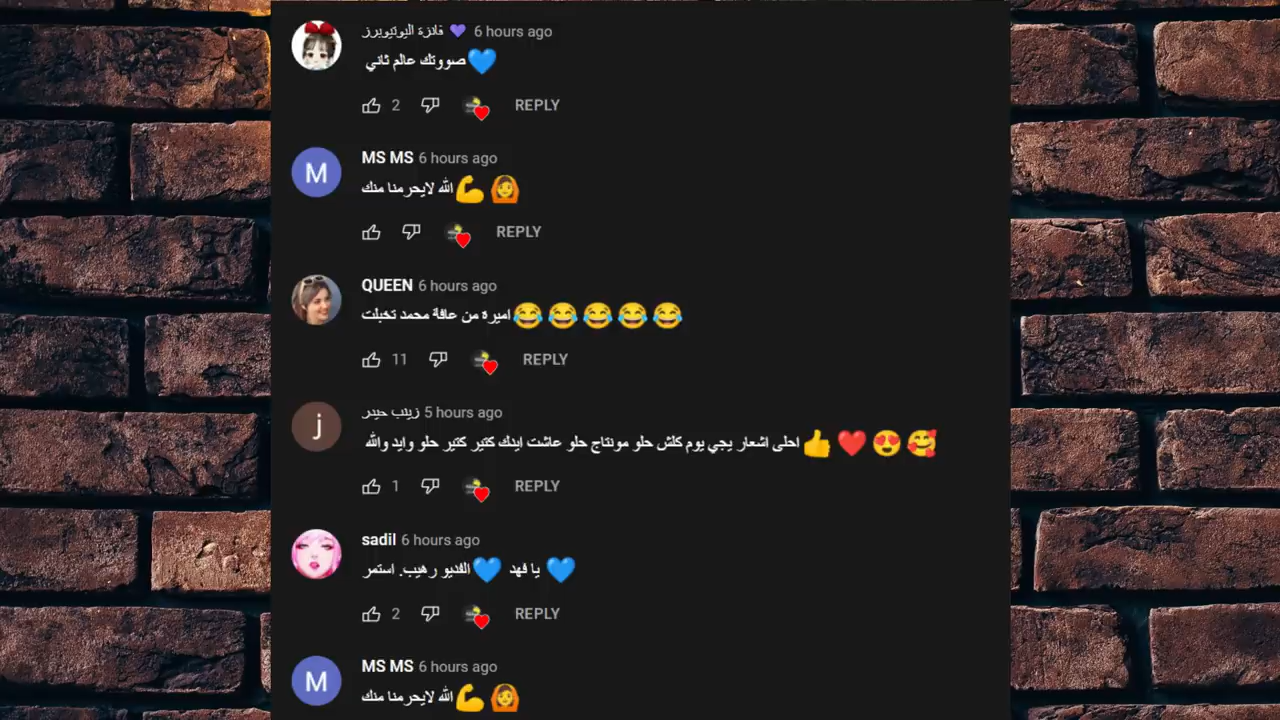 فانزة اليوتيوبرز 💜 6 hours ago
صووتك عالم ثاني💙
2 REPLY
MS MS 6 hours ago
الله لايحرمنا منك💪🙆
REPLY
QUEEN 6 hours ago
اميرة من عافة محمد تخبلت😂😂😂😂😂
11 REPLY
زينب حيدر 5 hours ago
احلى اشعار يجي يوم كلش حلو مونتاج حلو عاشت ايدك كتير كتير حلو وايد والله👍❤️😍🥰
1 REPLY
sadil 6 hours ago
يا فهد 💙الفديو رهيب. استمر 💙
2 REPLY
MS MS 6 hours ago
الله لايحرمنا منك💪🙆